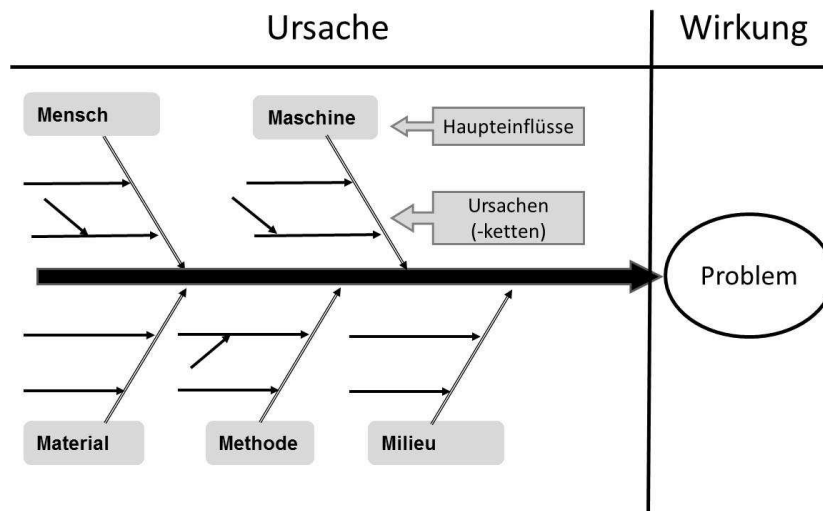 Ursache
Wirkung
Mensch
Maschine
Haupteinflüsse
Ursachen
(-ketten)
Problem
Material
Methode
Milieu